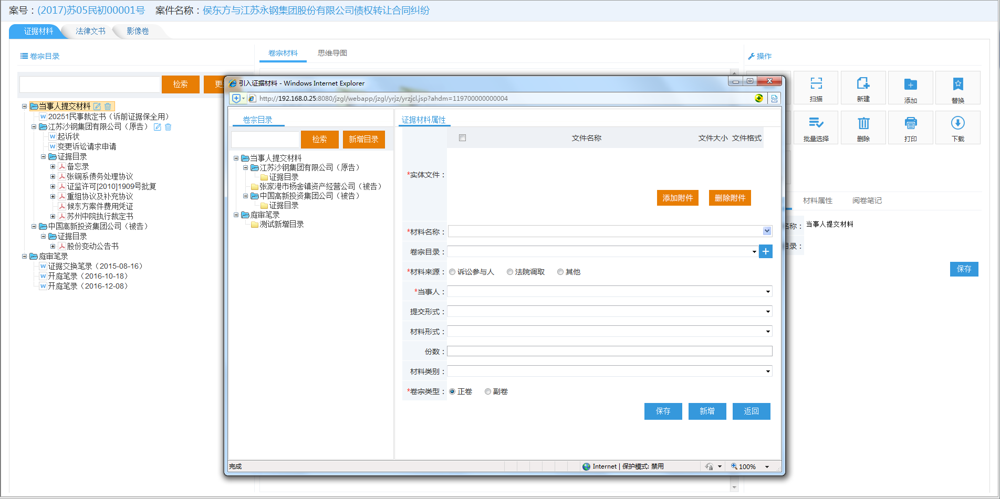 案号：(2017)苏05民初00001号 案件名称：侯东方与江苏永钢集团股份有限公司债权转让合同纠纷
证据材料 法律文书 影像卷
卷宗目录
检索 更
当事人提交材料
20251民事裁定书（诉前证据保全用）
江苏沙钢集团有限公司（原告）
起诉状
变更诉讼请求申请
证据目录
备忘录
张铜系债务处理协议
证监许可[2010]1909号批复
重组协议及补充协议
候东方案件费用凭证
苏州中院执行裁定书
中国高新投资集团公司（被告）
证据目录
股份变动公告书
庭审笔录
证据交换笔录（2015-08-16）
开庭笔录（2016-10-18）
开庭笔录（2016-12-08）
卷宗材料 思维导图
引入证据材料 - Windows Internet Explorer
http://192.168.0.25:8080/jzgl/webapp/jzgl/yrjz/yrzjcl.jsp?ahdm=119700000000004
卷宗目录
检索 新增目录
当事人提交材料
江苏沙钢集团有限公司（原告）
证据目录
张家港市杨舍镇资产经营公司（被告）
中国高新投资集团公司（被告）
证据目录
庭审笔录
测试新增目录
证据材料属性
文件名称 文件大小 文件格式
*实体文件：
添加附件 删除附件
*材料名称：
卷宗目录：
*材料来源： 诉讼参与人 法院调取 其他
*当事人：
提交形式：
材料形式：
份数：
材料类别：
*卷宗类型： 正卷 副卷
保存 新增 返回
完成 Internet | 保护模式: 禁用 100%
操作
扫描 新建 添加 替换
批量选择 删除 打印 下载
材料属性 阅卷笔记
名称： 当事人提交材料
目录：
保存